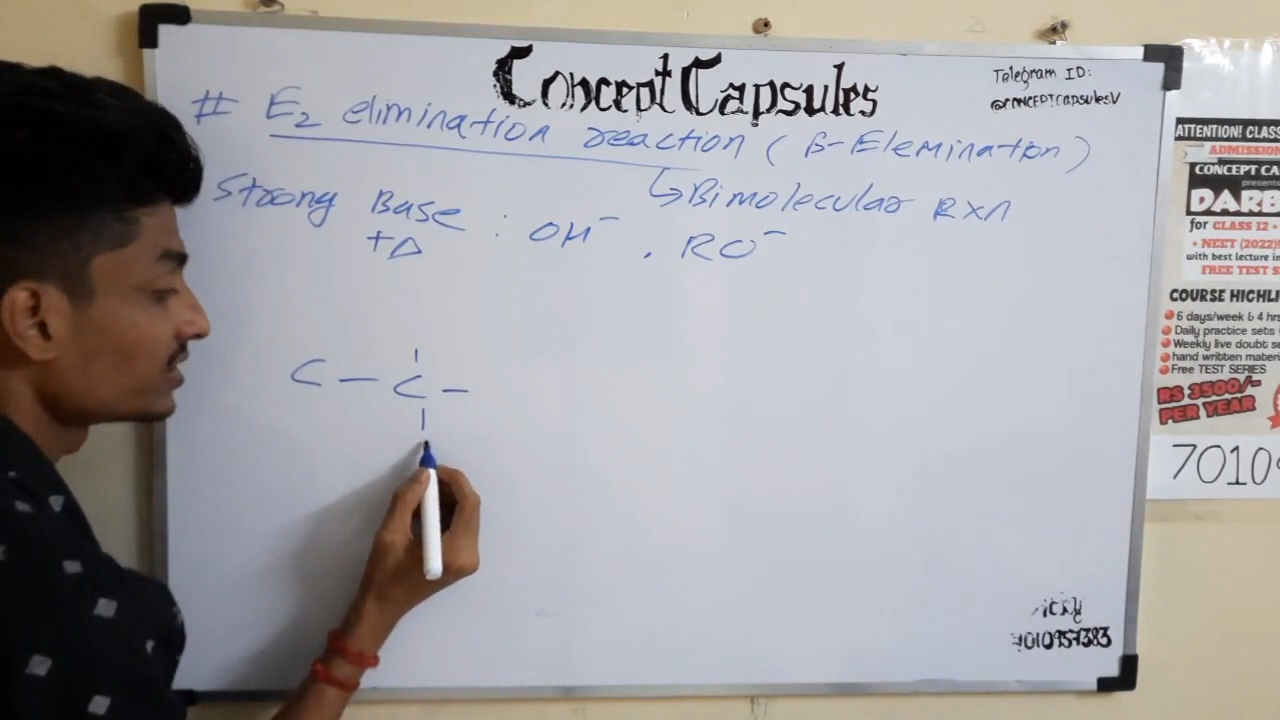 Concept Capsules
Telegram ID:
@CONCEPTCapsulesV
# E2 elimination reaction (β-Elemination)
↳Bimolecular RXn
Strong Base : OH⁻ , RO⁻
+Δ
C - C -
ATTENTION! CLASS
ADMISSION
CONCEPT CA
presents
DARB
for CLASS 12 +
+ NEET (2022)
with best lecture in
FREE TEST S
COURSE HIGHLI
6 days/week & 4 hrs
Daily practice sets
Weekly live doubt se
hand written mater
Free TEST SERIES
RS 3500/-
PER YEAR
7010
7010957383